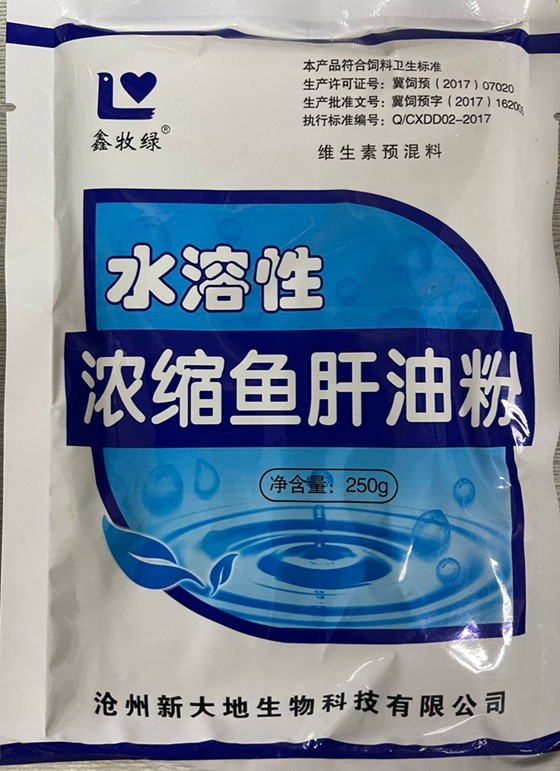 本产品符合饲料卫生标准
生产许可证号：冀饲预（2017）07020
生产批准文号：冀饲预字（2017）162005
执行标准编号：Q/CXDD02-2017
鑫牧绿®
维生素预混料
水溶性
浓缩鱼肝油粉
净含量：250g
沧州新大地生物科技有限公司